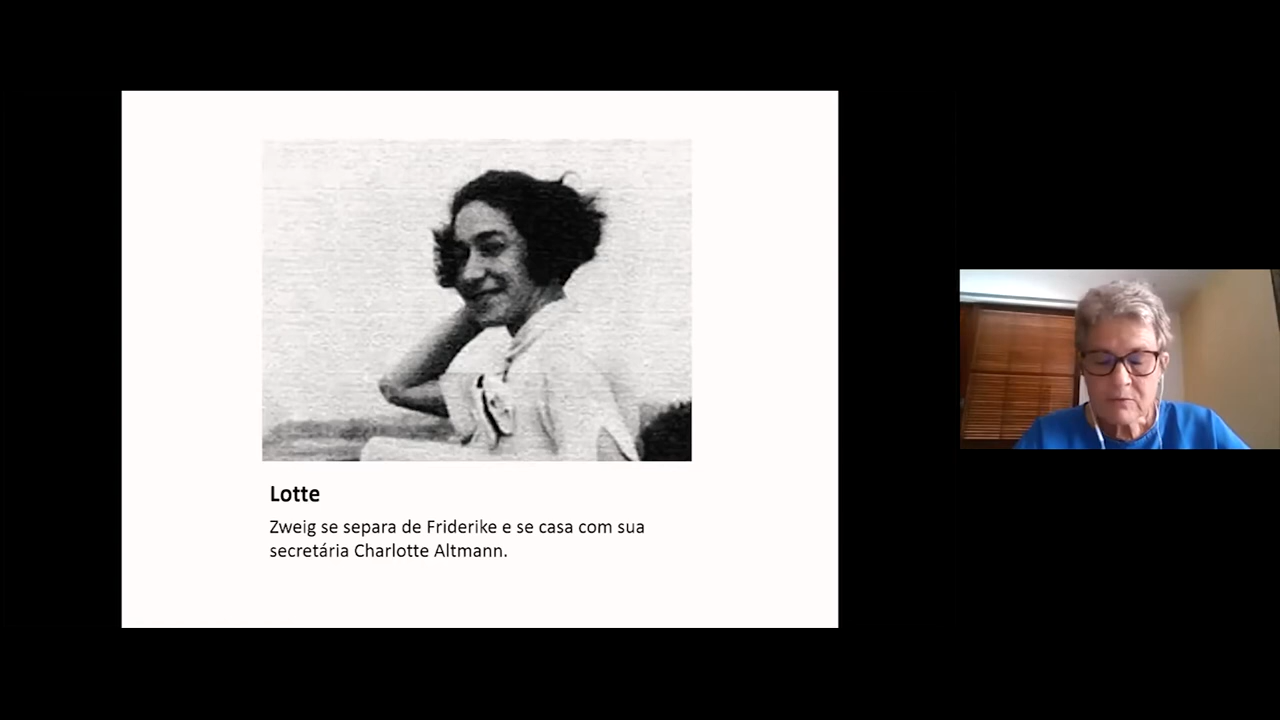 Lotte
Zweig se separa de Friderike e se casa com sua
secretária Charlotte Altmann.